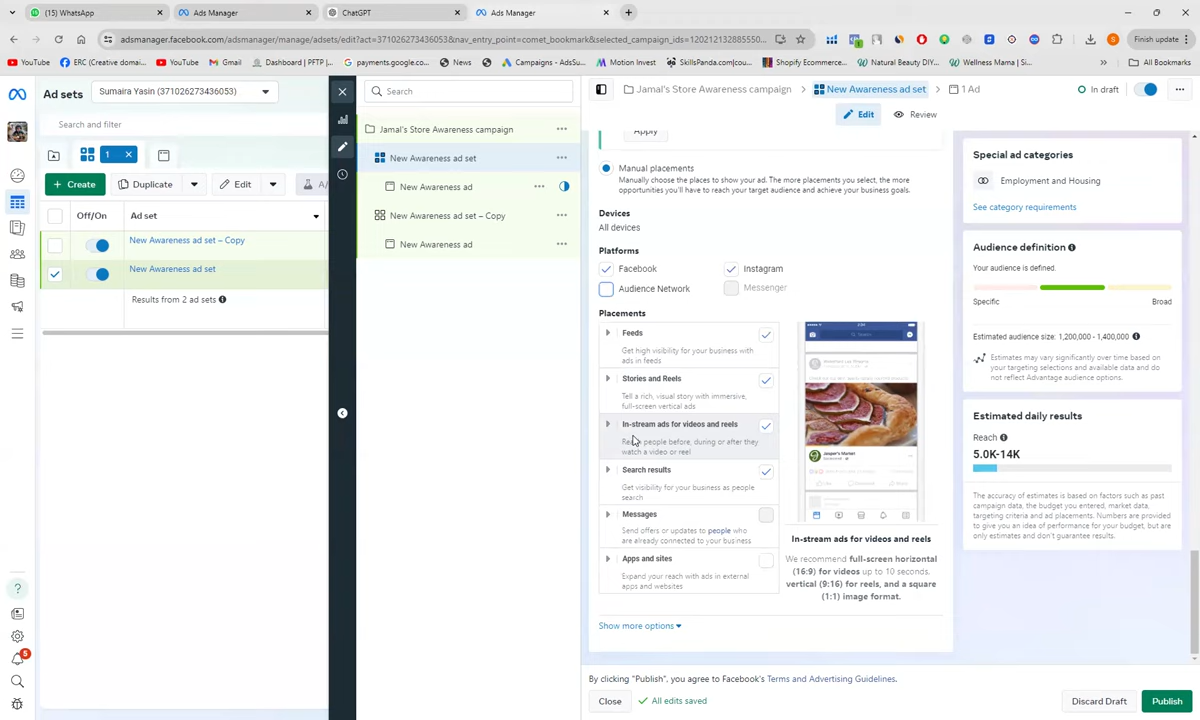 (15) WhatsApp
Ads Manager
ChatGPT
Ads Manager
adsmanager.facebook.com/adsmanager/manage/adsets/edit?act=371026273436053&nav_entry_point=comet_bookmark&selected_campaign_ids=120212132885550...
Finish update
YouTube
ERC (Creative domai...
YouTube
Gmail
Dashboard | PFTP |...
payments.google.co...
News
Campaigns - AdsSu...
Motion Invest
SkillsPanda.com|cou...
Shopify Ecommerce...
Natural Beauty DIY...
Wellness Mama | Si...
All Bookmarks
Ad sets
Sumaira Yasin (371026273436053)
Search and filter
1
Create
Duplicate
Edit
A/
Off/On
Ad set
New Awareness ad set – Copy
New Awareness ad set
Results from 2 ad sets
5
Search
Jamal's Store Awareness campaign
New Awareness ad set
New Awareness ad
New Awareness ad set – Copy
New Awareness ad
Jamal's Store Awareness campaign
New Awareness ad set
1 Ad
In draft
Edit
Review
Apply
Manual placements
Manually choose the places to show your ad. The more placements you select, the more
opportunities you'll have to reach your target audience and achieve your business goals.
Devices
All devices
Platforms
Facebook
Instagram
Audience Network
Messenger
Placements
Feeds
Get high visibility for your business with
ads in feeds
Stories and Reels
Tell a rich, visual story with immersive,
full-screen vertical ads
In-stream ads for videos and reels
people before, during or after they
watch a video or reel
Search results
Get visibility for your business as people
search
Messages
Send offers or updates to people who
are already connected to your business
Apps and sites
Expand your reach with ads in external
apps and websites
Jasper's Market
In-stream ads for videos and reels
We recommend full-screen horizontal
(16:9) for videos up to 10 seconds,
vertical (9:16) for reels, and a square
(1:1) image format.
Show more options
By clicking "Publish", you agree to Facebook's Terms and Advertising Guidelines.
Close
All edits saved
Discard Draft
Publish
Special ad categories
Employment and Housing
See category requirements
Audience definition
Your audience is defined.
Specific
Broad
Estimated audience size: 1,200,000 - 1,400,000
Estimates may vary significantly over time based on
your targeting selections and available data and do
not reflect Advantage audience options.
Estimated daily results
Reach
5.0K-14K
The accuracy of estimates is based on factors such as past
campaign data, the budget you entered, market data,
targeting criteria and ad placements. Numbers are provided
to give you an idea of performance for your budget, but are
only estimates and don't guarantee results.